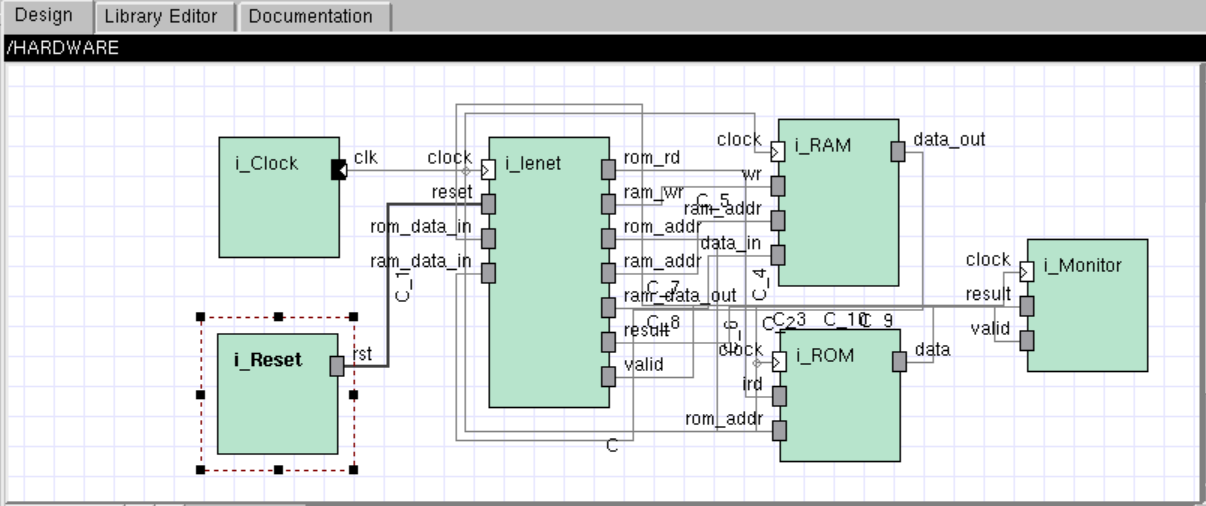 Design Library Editor Documentation
/HARDWARE
i_Clock
clk
clock
reset
rom_data_in
ram_data_in
i_lenet
rom_rd
ram_wr
rom_addr
ram_addr
ram_data_out
result
valid
clock
wr
ram_addr
data_in
i_RAM
data_out
C_5
C_4
C_1
C_7
C_8
C_6
C_3
C_10
C_9
i_Reset
rst
clock
ird
rom_addr
i_ROM
data
clock
result
valid
i_Monitor
C